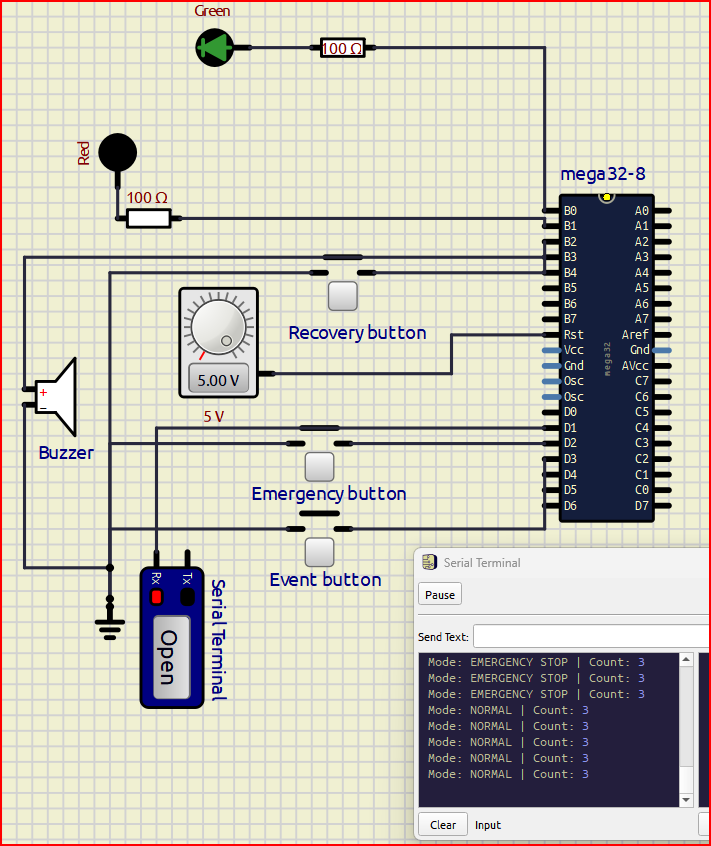 Green
100 Ω
Red
100 Ω
mega32-8
B0 A0
B1 A1
B2 A2
B3 A3
B4 A4
B5 A5
B6 A6
B7 A7
Rst Aref
Vcc Gnd
Gnd AVcc
Osc C7
Osc C6
D0 C5
D1 C4
D2 C3
D3 C2
D4 C1
D5 C0
D6 D7
mega32
Recovery button
5.00 V
5 V
+
−
Buzzer
Emergency button
Event button
Rx Tx
Open
Serial Terminal
Serial Terminal
Pause
Send Text:
Mode: EMERGENCY STOP | Count: 3
Mode: EMERGENCY STOP | Count: 3
Mode: EMERGENCY STOP | Count: 3
Mode: NORMAL | Count: 3
Mode: NORMAL | Count: 3
Mode: NORMAL | Count: 3
Mode: NORMAL | Count: 3
Mode: NORMAL | Count: 3
Clear Input